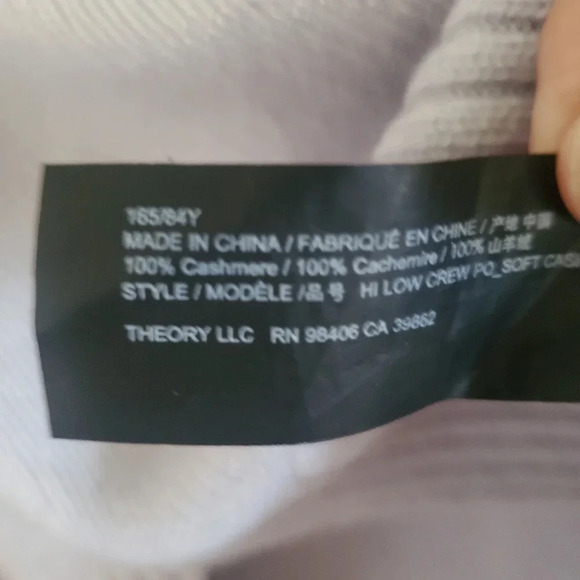 165/84Y
MADE IN CHINA / FABRIQUÉ EN CHINE / 产地 中国
100% Cashmere / 100% Cachemire / 100% 山羊绒
STYLE / MODÈLE /品 号 HI LOW CREW PO_SOFT CASH
THEORY LLC RN 98406 CA 39862